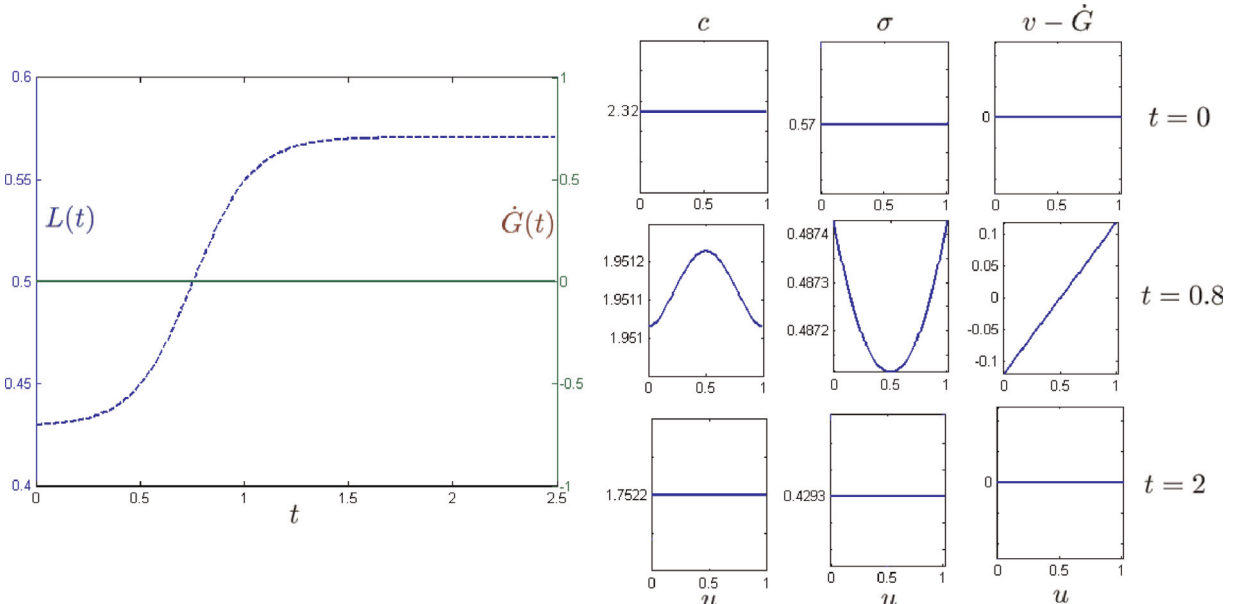 0.6
0.55
0.5
0.45
0.4
L(t)
1
0.5
0
-0.5
-1
Ġ(t)
0 0.5 1 1.5 2 2.5
t
c σ v − Ġ
2.32
0 0.5 1
0.57
0 0.5 1
0
0 0.5 1
t = 0
1.9512
1.9511
1.951
0 0.5 1
0.4874
0.4873
0.4872
0 0.5 1
0.1
0.05
0
-0.05
-0.1
0 0.5 1
t = 0.8
1.7522
0 0.5 1
0.4293
0 0.5 1
0
0 0.5 1
t = 2
u u u